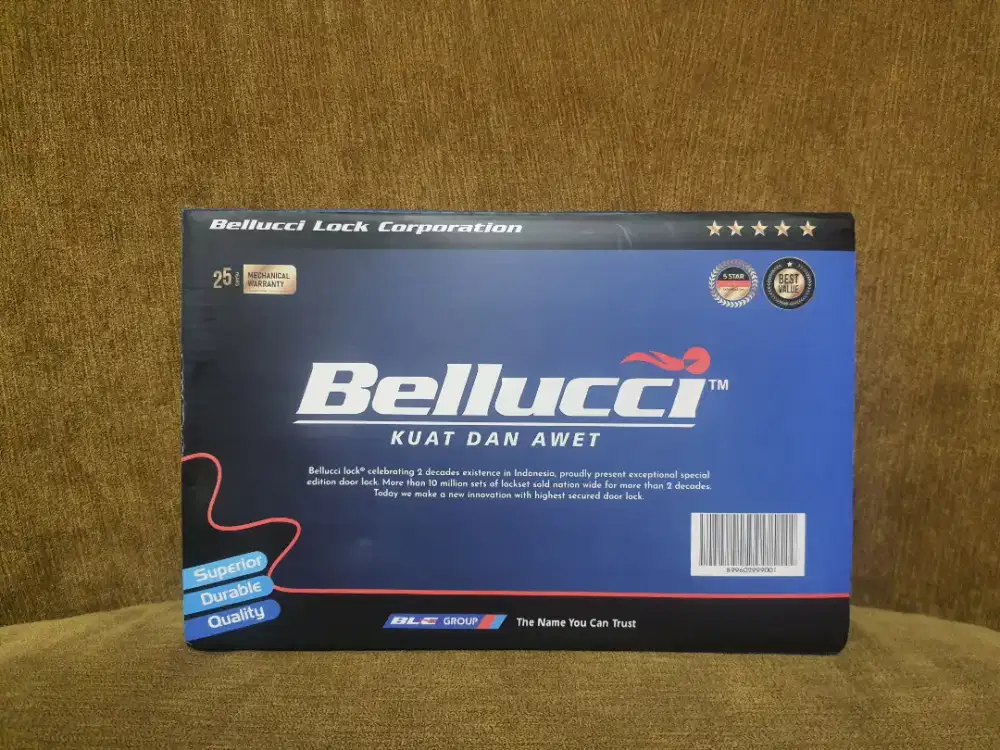 Bellucci Lock Corporation
25 years
MECHANICAL
WARRANTY
5 STAR
BEST
VALUE
Bellucci™
KUAT DAN AWET
Bellucci lock® celebrating 2 decades existence in Indonesia, proudly present exceptional special
edition door lock. More than 10 million sets of lockset sold nation wide for more than 2 decades.
Today we make a new innovation with highest secured door lock.
Superior
Durable
Quality
BLC GROUP
The Name You Can Trust